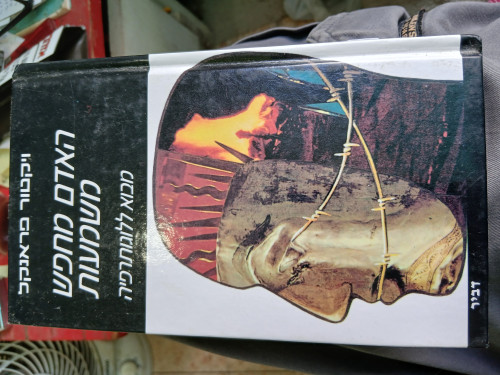 ויקטור פראנקל
האדם מחפש
משמעות
מבוא ללוגותרפיה
דביר